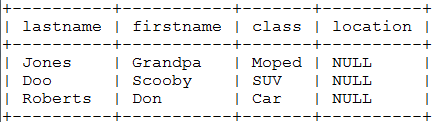 +----------+-----------+-------+----------+
| lastname | firstname | class | location |
+----------+-----------+-------+----------+
| Jones    | Grandpa   | Moped | NULL     |
| Doo      | Scooby    | SUV   | NULL     |
| Roberts  | Don       | Car   | NULL     |
+----------+-----------+-------+----------+